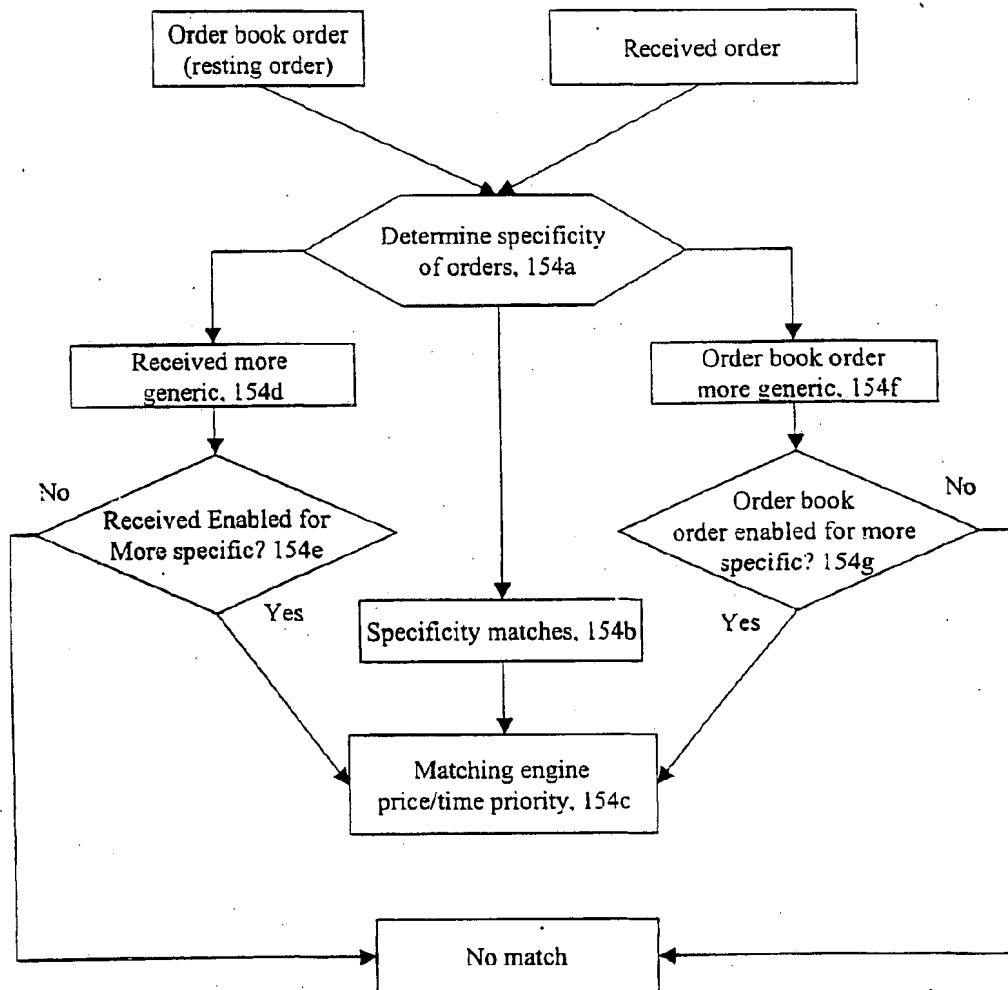 Order book order
(resting order)
Received order
Determine specificity
of orders, 154a
Received more
generic, 154d
Order book order
more generic, 154f
No
Received Enabled for
More specific? 154e
Yes
Order book
order enabled for more
specific? 154g
No
Yes
Specificity matches, 154b
Matching engine
price/time priority, 154c
No match